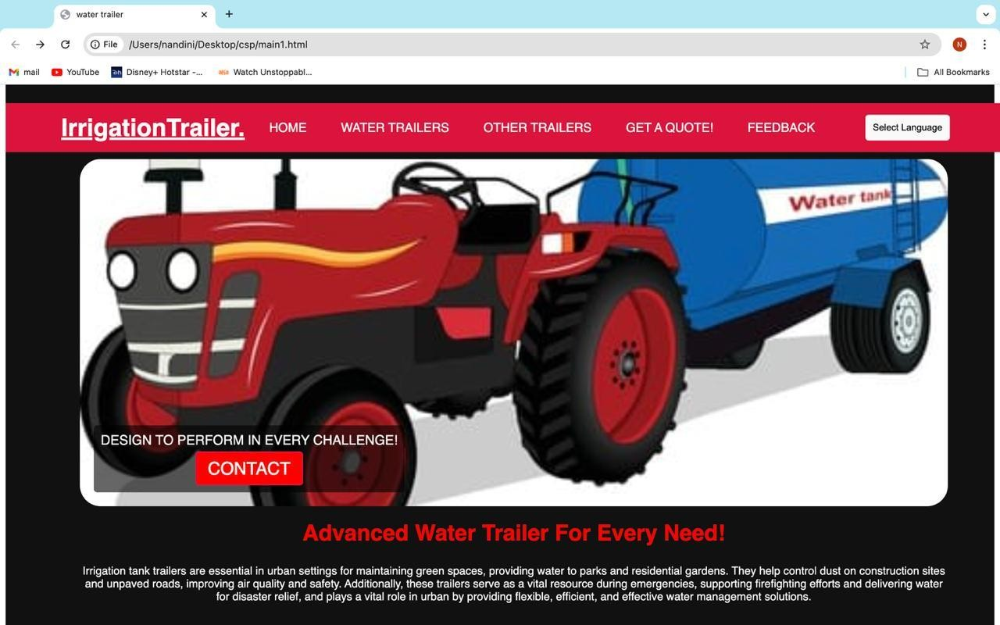 water trailer
File /Users/nandini/Desktop/csp/main1.html N
mail YouTube Disney+ Hotstar -... Watch Unstoppabl... All Bookmarks
IrrigationTrailer. HOME WATER TRAILERS OTHER TRAILERS GET A QUOTE! FEEDBACK Select Language
Water tank
DESIGN TO PERFORM IN EVERY CHALLENGE!
CONTACT
Advanced Water Trailer For Every Need!
Irrigation tank trailers are essential in urban settings for maintaining green spaces, providing water to parks and residential gardens. They help control dust on construction sites
and unpaved roads, improving air quality and safety. Additionally, these trailers serve as a vital resource during emergencies, supporting firefighting efforts and delivering water
for disaster relief, and plays a vital role in urban by providing flexible, efficient, and effective water management solutions.